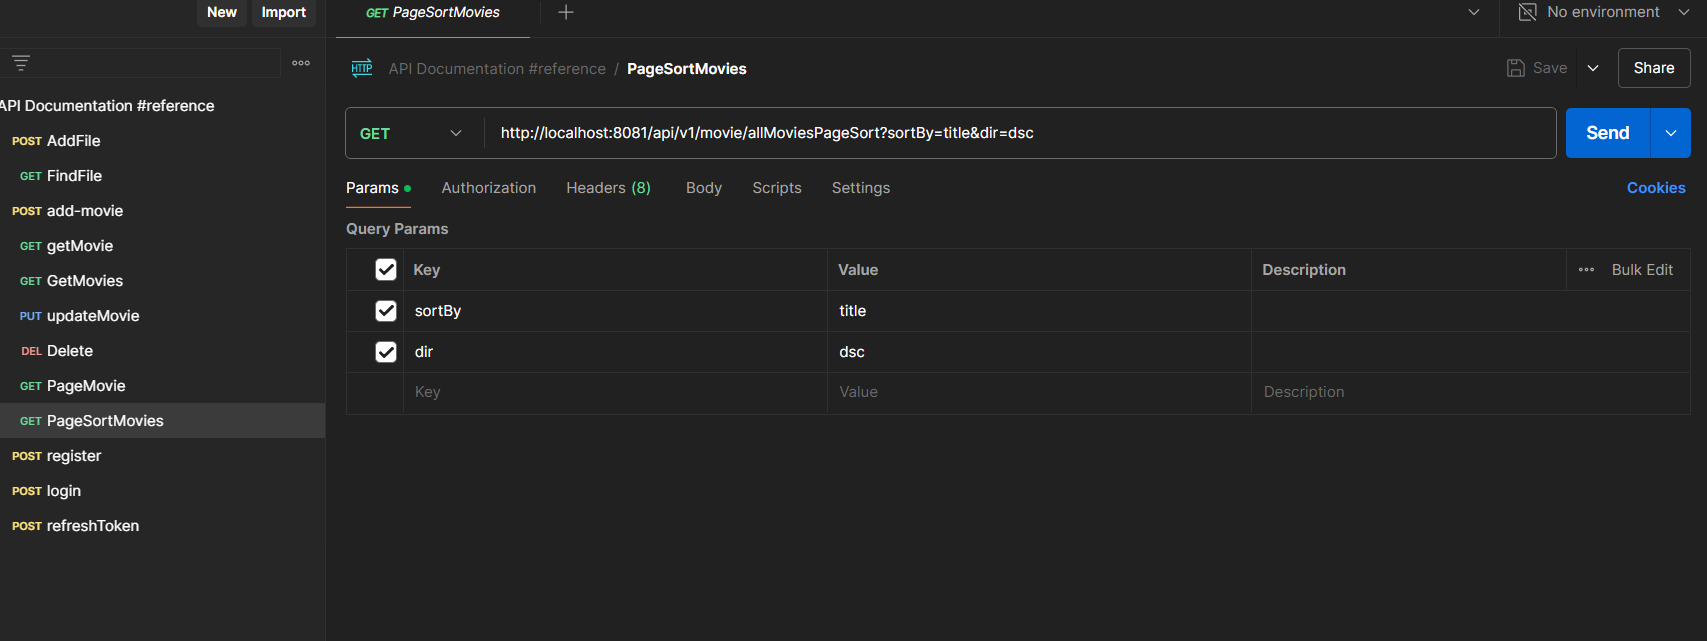 New Import
GET PageSortMovies
No environment
HTTP API Documentation #reference / PageSortMovies
Save
Share
API Documentation #reference
POST AddFile
GET FindFile
POST add-movie
GET getMovie
GET GetMovies
PUT updateMovie
DEL Delete
GET PageMovie
GET PageSortMovies
POST register
POST login
POST refreshToken
GET http://localhost:8081/api/v1/movie/allMoviesPageSort?sortBy=title&dir=dsc
Send
Params Authorization Headers (8) Body Scripts Settings Cookies
Query Params
Key Value Description Bulk Edit
sortBy title
dir dsc
Key Value Description